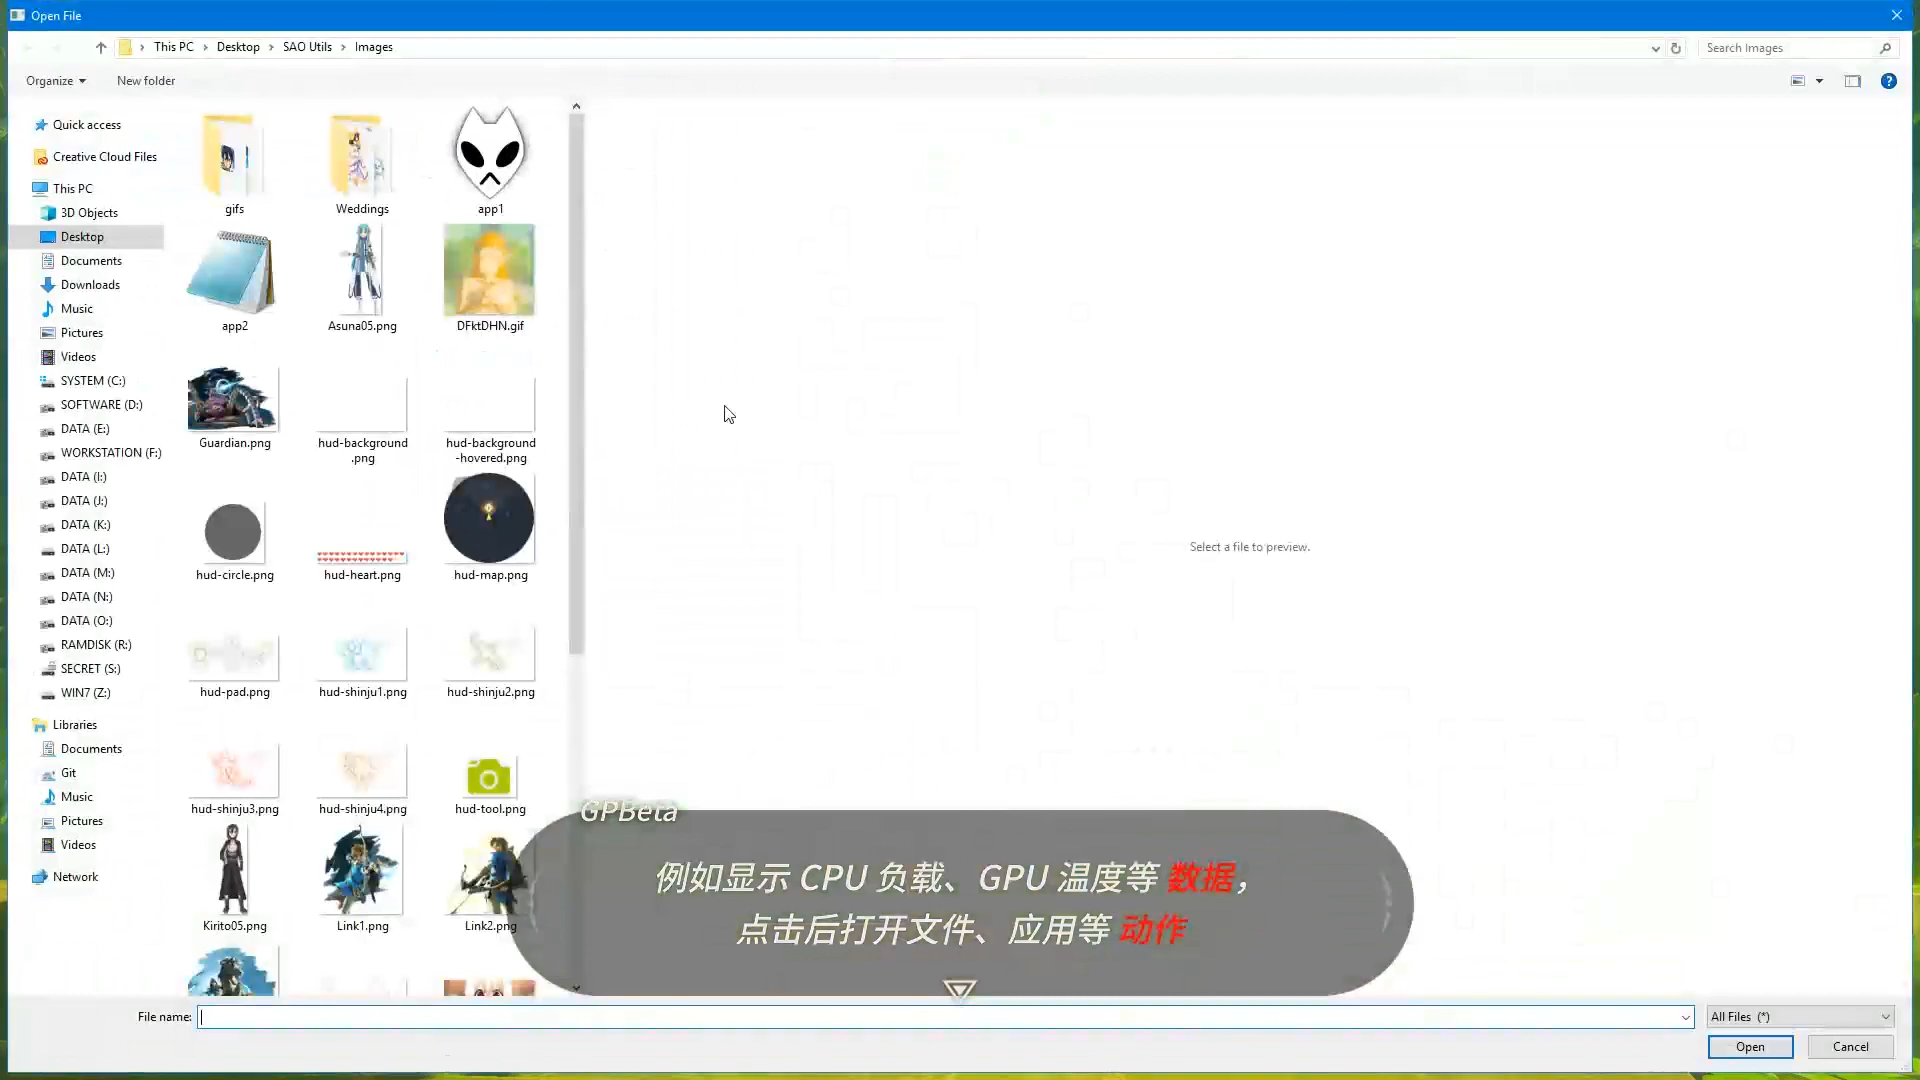 Open File
This PC > Desktop > SAO Utils > Images
Search Images
Organize
New folder
Quick access
Creative Cloud Files
This PC
3D Objects
Desktop
Documents
Downloads
Music
Pictures
Videos
SYSTEM (C:)
SOFTWARE (D:)
DATA (E:)
WORKSTATION (F:)
DATA (I:)
DATA (J:)
DATA (K:)
DATA (L:)
DATA (M:)
DATA (N:)
DATA (O:)
RAMDISK (R:)
SECRET (S:)
WIN7 (Z:)
Libraries
Documents
Git
Music
Pictures
Videos
Network
gifs
Weddings
app1
app2
Asuna05.png
DFktDHN.gif
Guardian.png
hud-background
.png
hud-background
-hovered.png
hud-circle.png
hud-heart.png
hud-map.png
hud-pad.png
hud-shinju1.png
hud-shinju2.png
hud-shinju3.png
hud-shinju4.png
hud-tool.png
Kirito05.png
Link1.png
Link2.png
Select a file to preview.
GPBeta
例如显示 CPU 负载、GPU 温度等 数据，
点击后打开文件、应用等 动作
File name:
All Files (*)
Open
Cancel